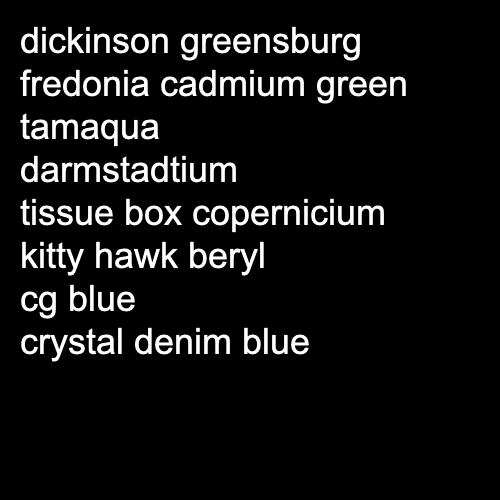 dickinson greensburg
fredonia cadmium green
tamaqua
darmstadtium
tissue box copernicium
kitty hawk beryl
cg blue
crystal denim blue